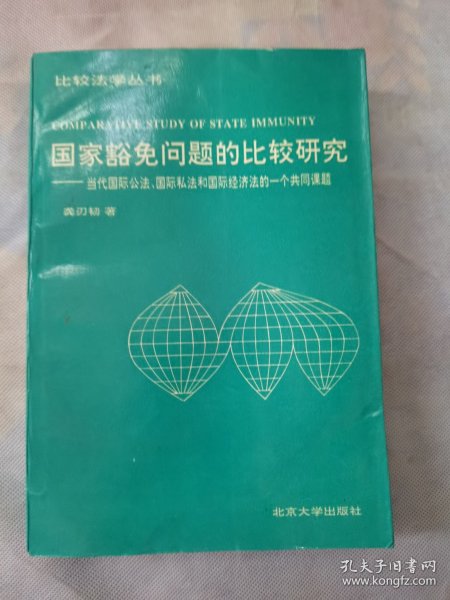 比较法学丛书
COMPARATIVE STUDY OF STATE IMMUNITY
国家豁免问题的比较研究
——当代国际公法、国际私法和国际经济法的一个共同课题
龚刃韧 著
北京大学出版社
孔夫子旧书网
www.kongfz.com